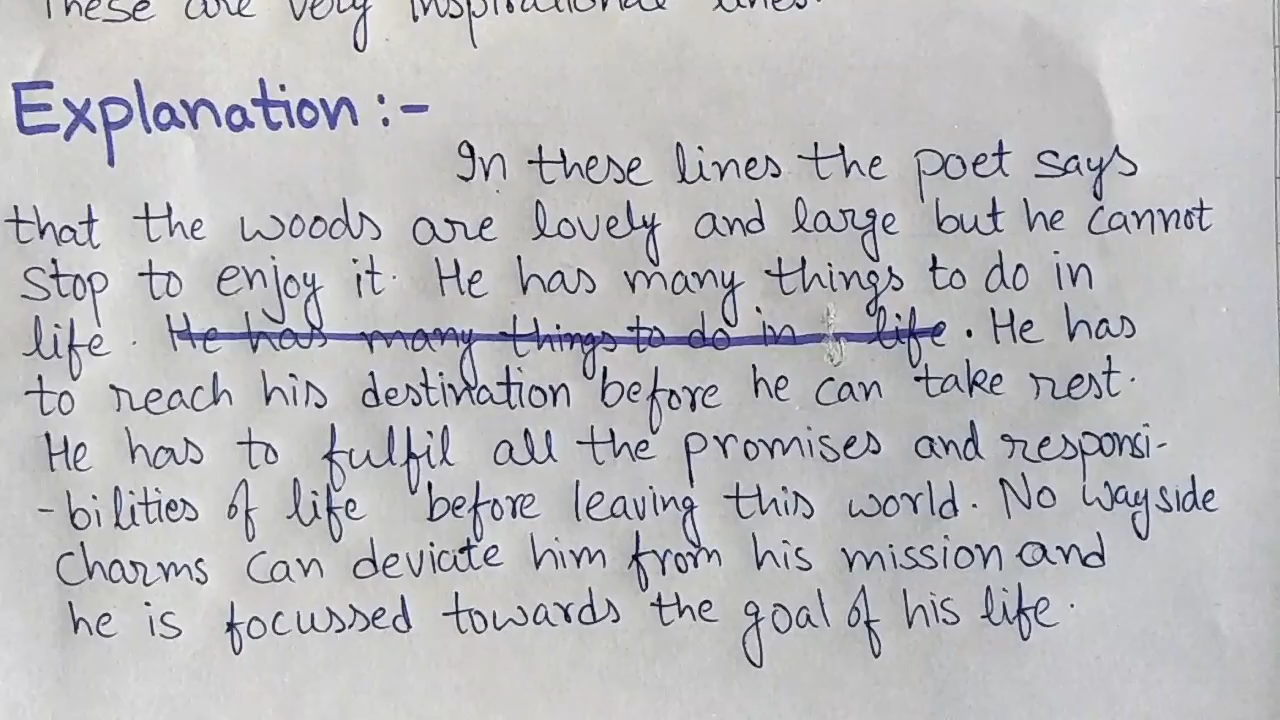 These are very inspirational lines.
Explanation :-
In these lines the poet says
that the woods are lovely and large but he cannot
stop to enjoy it. He has many things to do in
life. He has many things to do in life. He has
to reach his destination before he can take rest.
He has to fulfil all the promises and responsi-
-bilities of life before leaving this world. No wayside
charms can deviate him from his mission and
he is focussed towards the goal of his life.